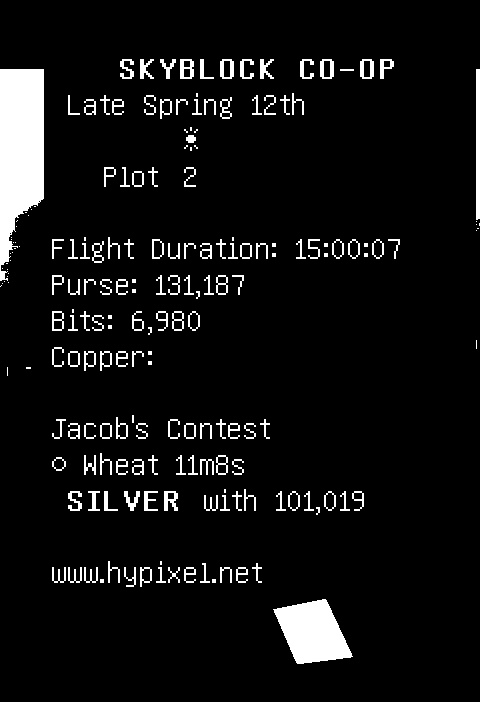 SKYBLOCK CO-OP
Late Spring 12th
Plot 2
Flight Duration: 15:00:07
Purse: 131,187
Bits: 6,980
Copper:
Jacob's Contest
○ Wheat 11m8s
SILVER with 101,019
www.hypixel.net